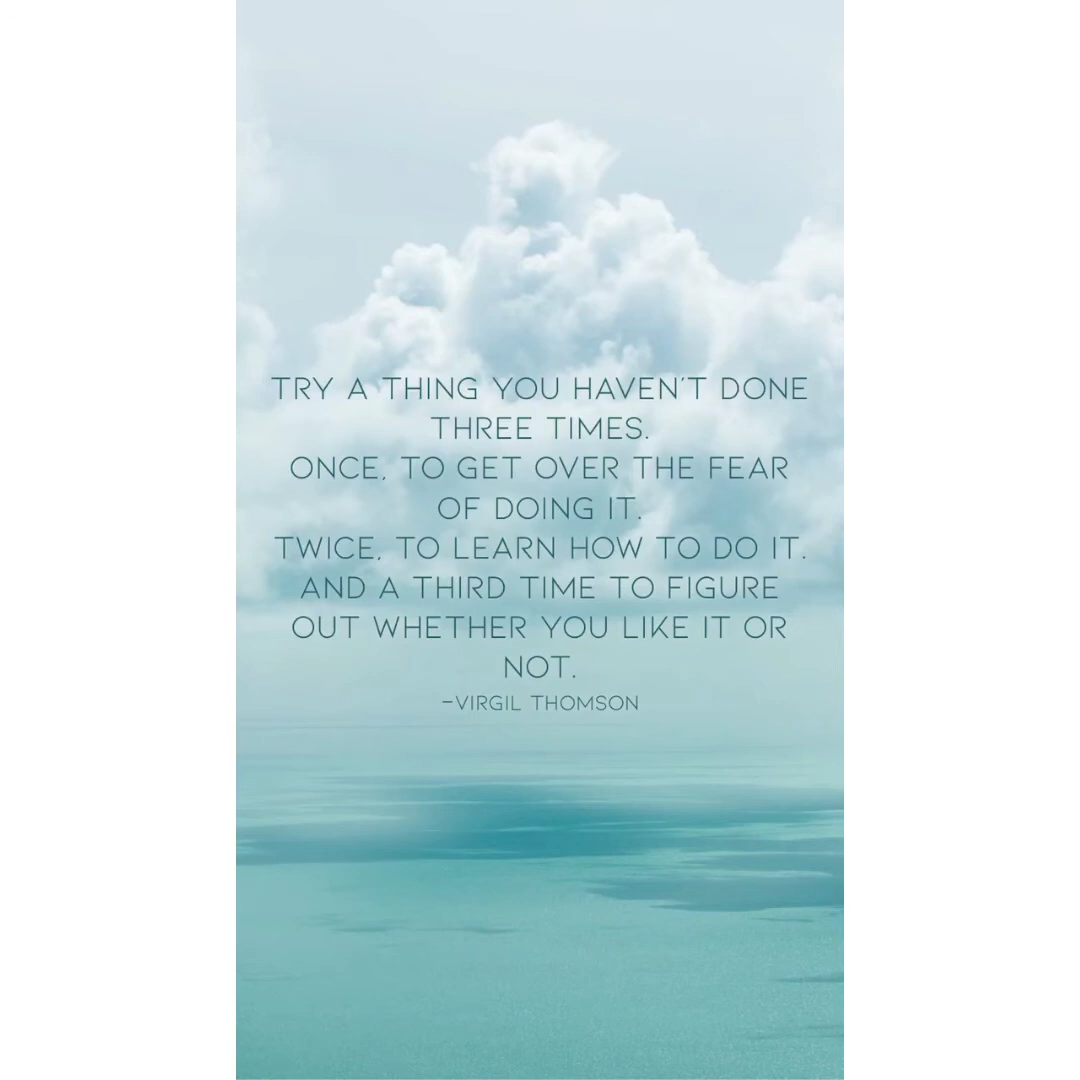 TRY A THING YOU HAVEN'T DONE
THREE TIMES.
ONCE, TO GET OVER THE FEAR
OF DOING IT.
TWICE, TO LEARN HOW TO DO IT.
AND A THIRD TIME TO FIGURE
OUT WHETHER YOU LIKE IT OR
NOT.
-VIRGIL THOMSON